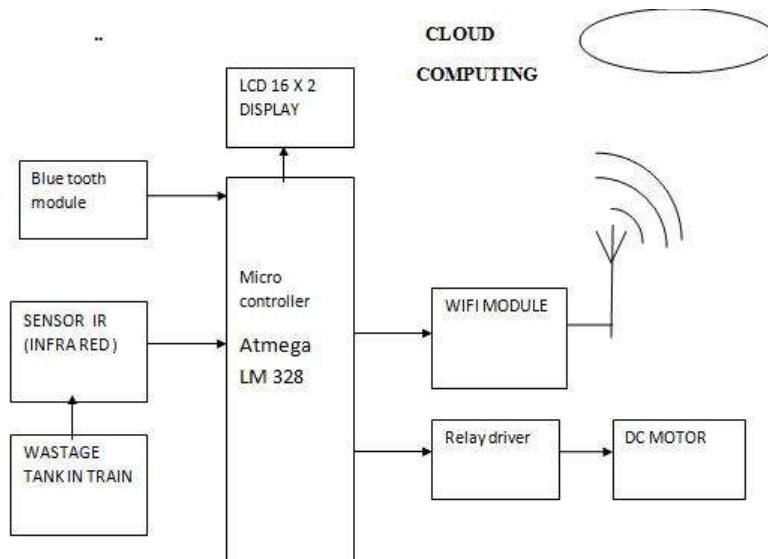 ..
CLOUD
COMPUTING
LCD 16 X 2
DISPLAY
Blue tooth
module
Micro
controller
Atmega
LM 328
SENSOR IR
(INFRA RED)
WIFI MODULE
WASTAGE
TANK IN TRAIN
Relay driver
DC MOTOR